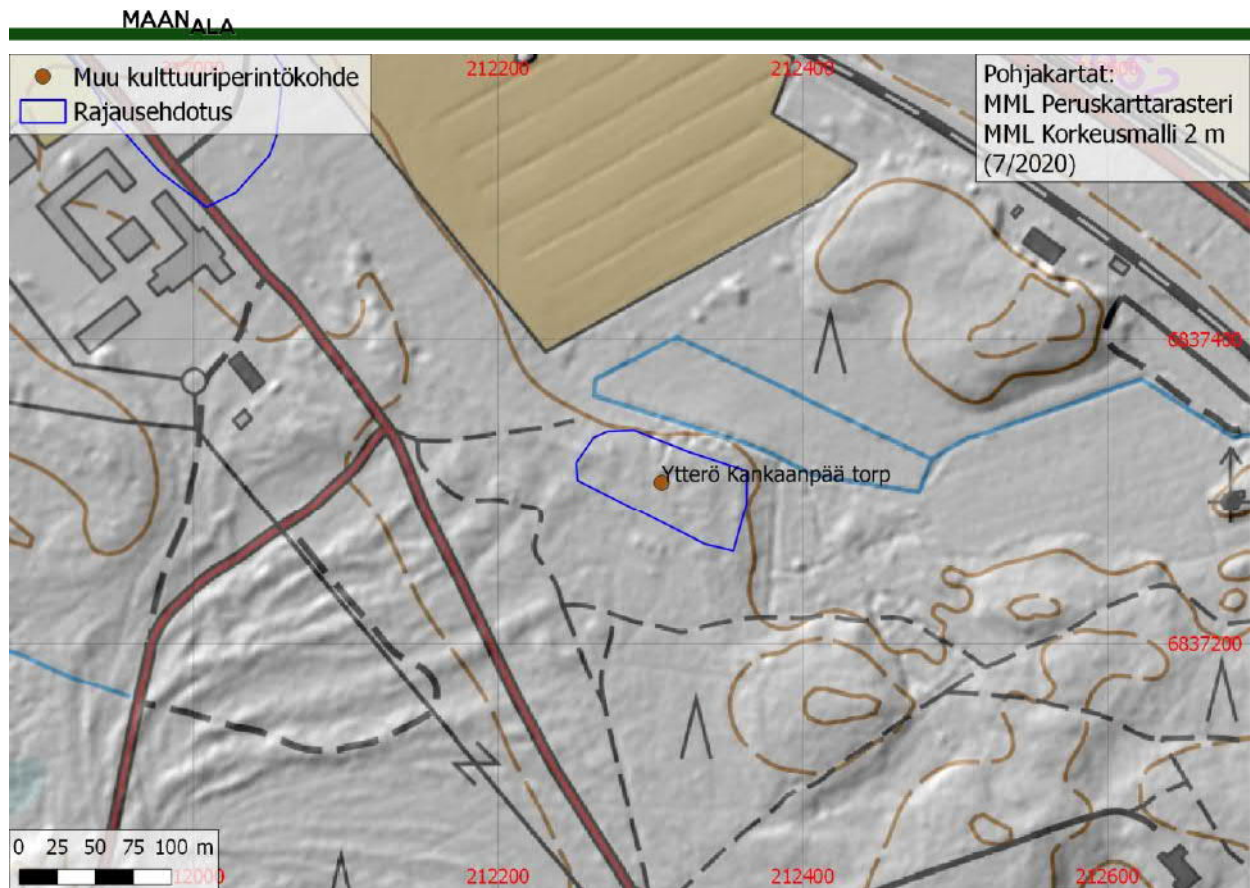 MAANALA
Muu kulttuuriperintökohde
Rajausehdotus
212200
212400
Pohjakartat:
MML Peruskarttarasteri
MML Korkeusmalli 2 m
(7/2020)
6837400
Ytterö Kankaanpää torp
6837200
0 25 50 75 100 m
212000
212200
212400
212600